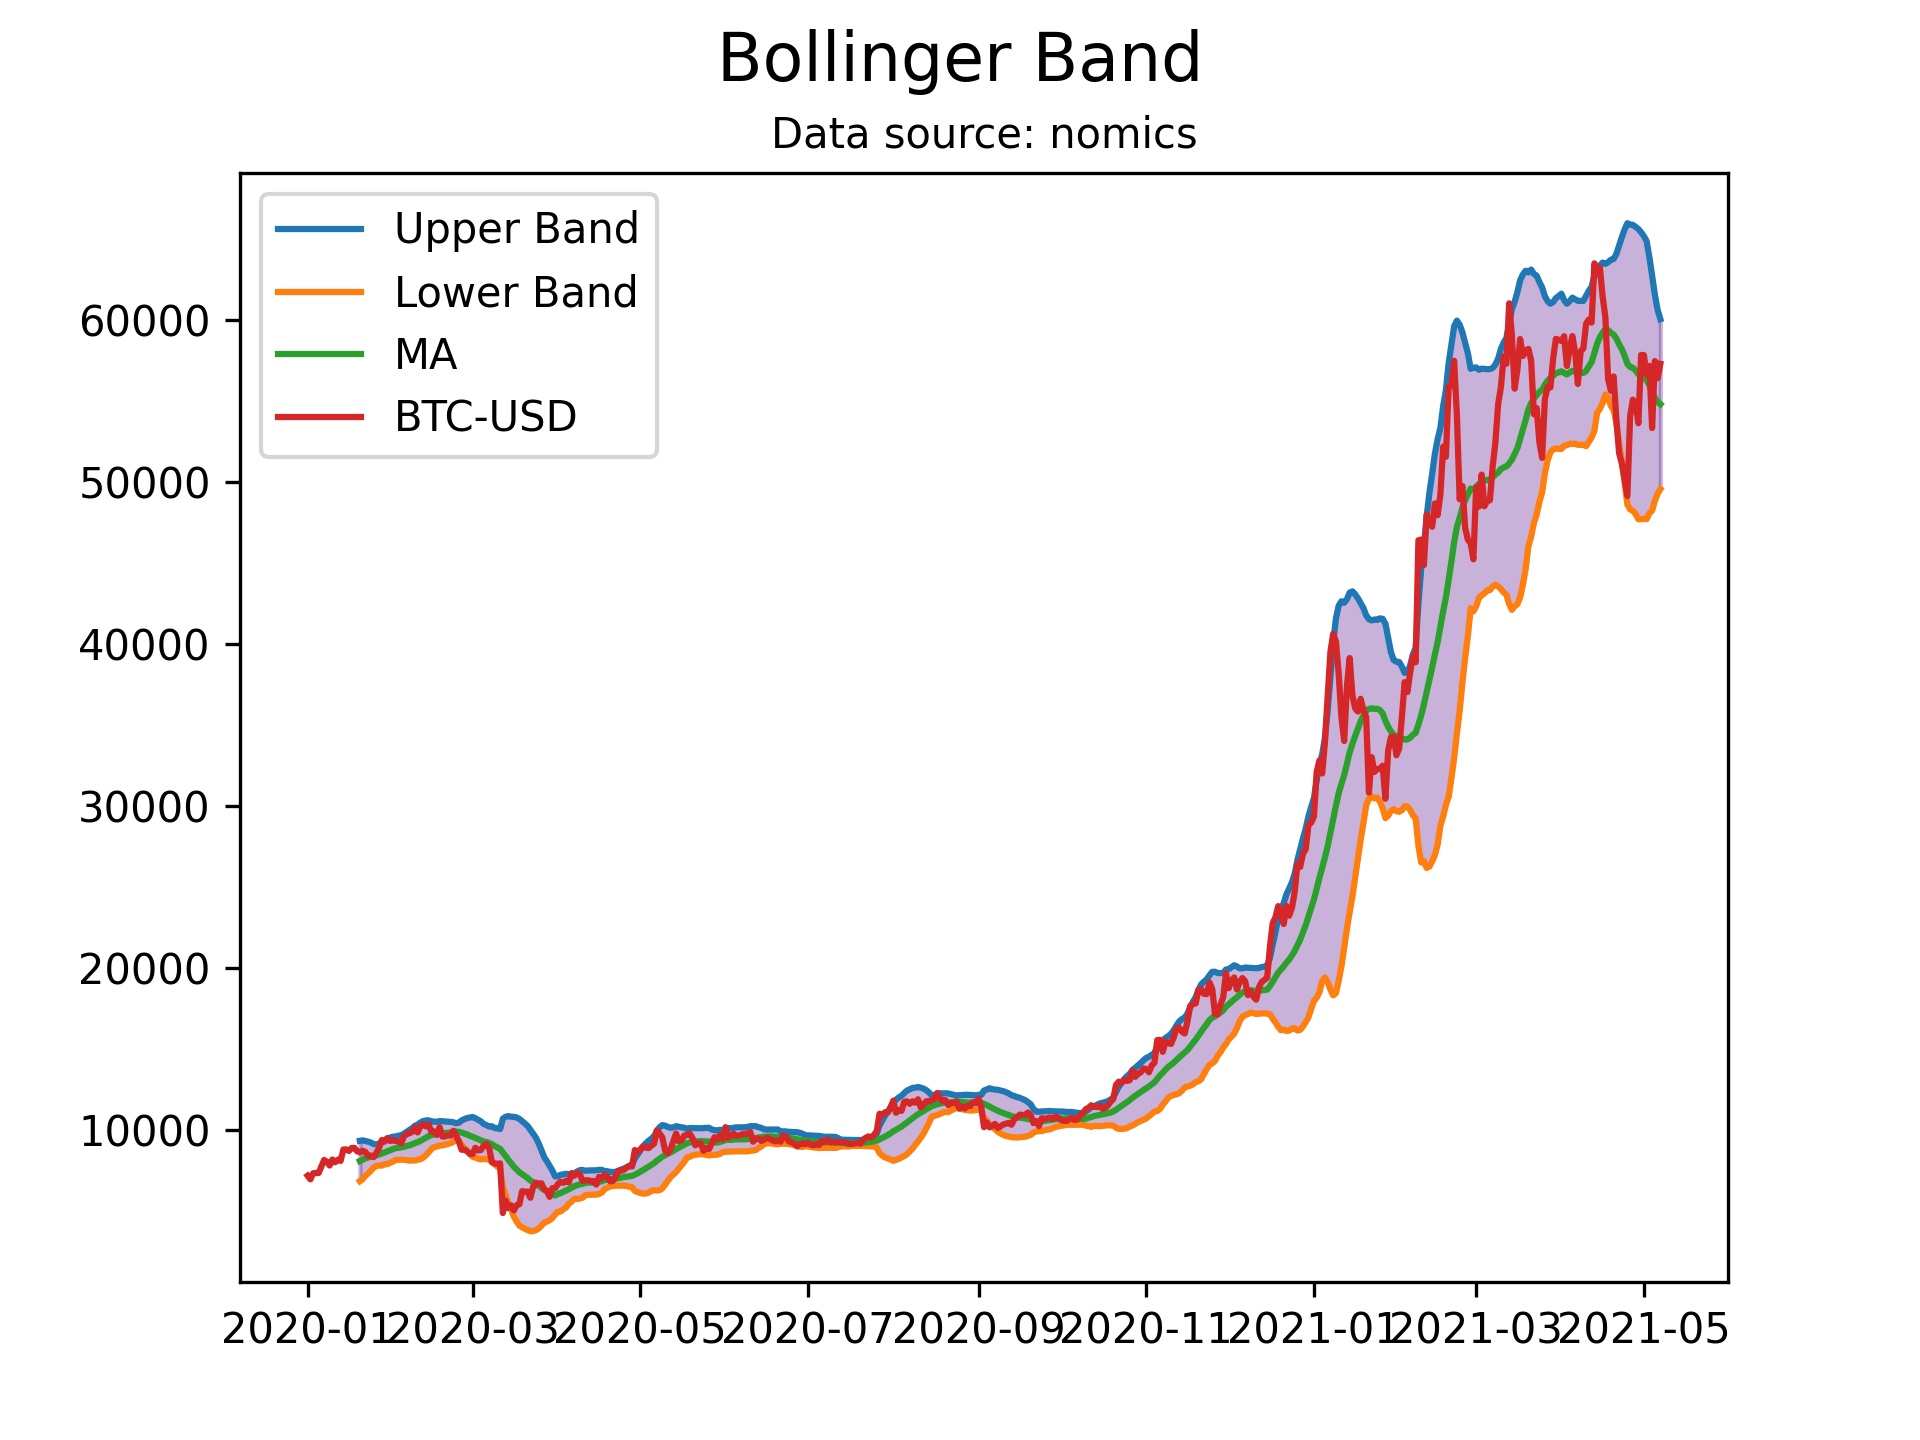 Bollinger Band
Data source: nomics
Upper Band
Lower Band
MA
BTC-USD
60000
50000
40000
30000
20000
10000
2020-01 2020-03 2020-05 2020-07 2020-09 2020-11 2021-01 2021-03 2021-05